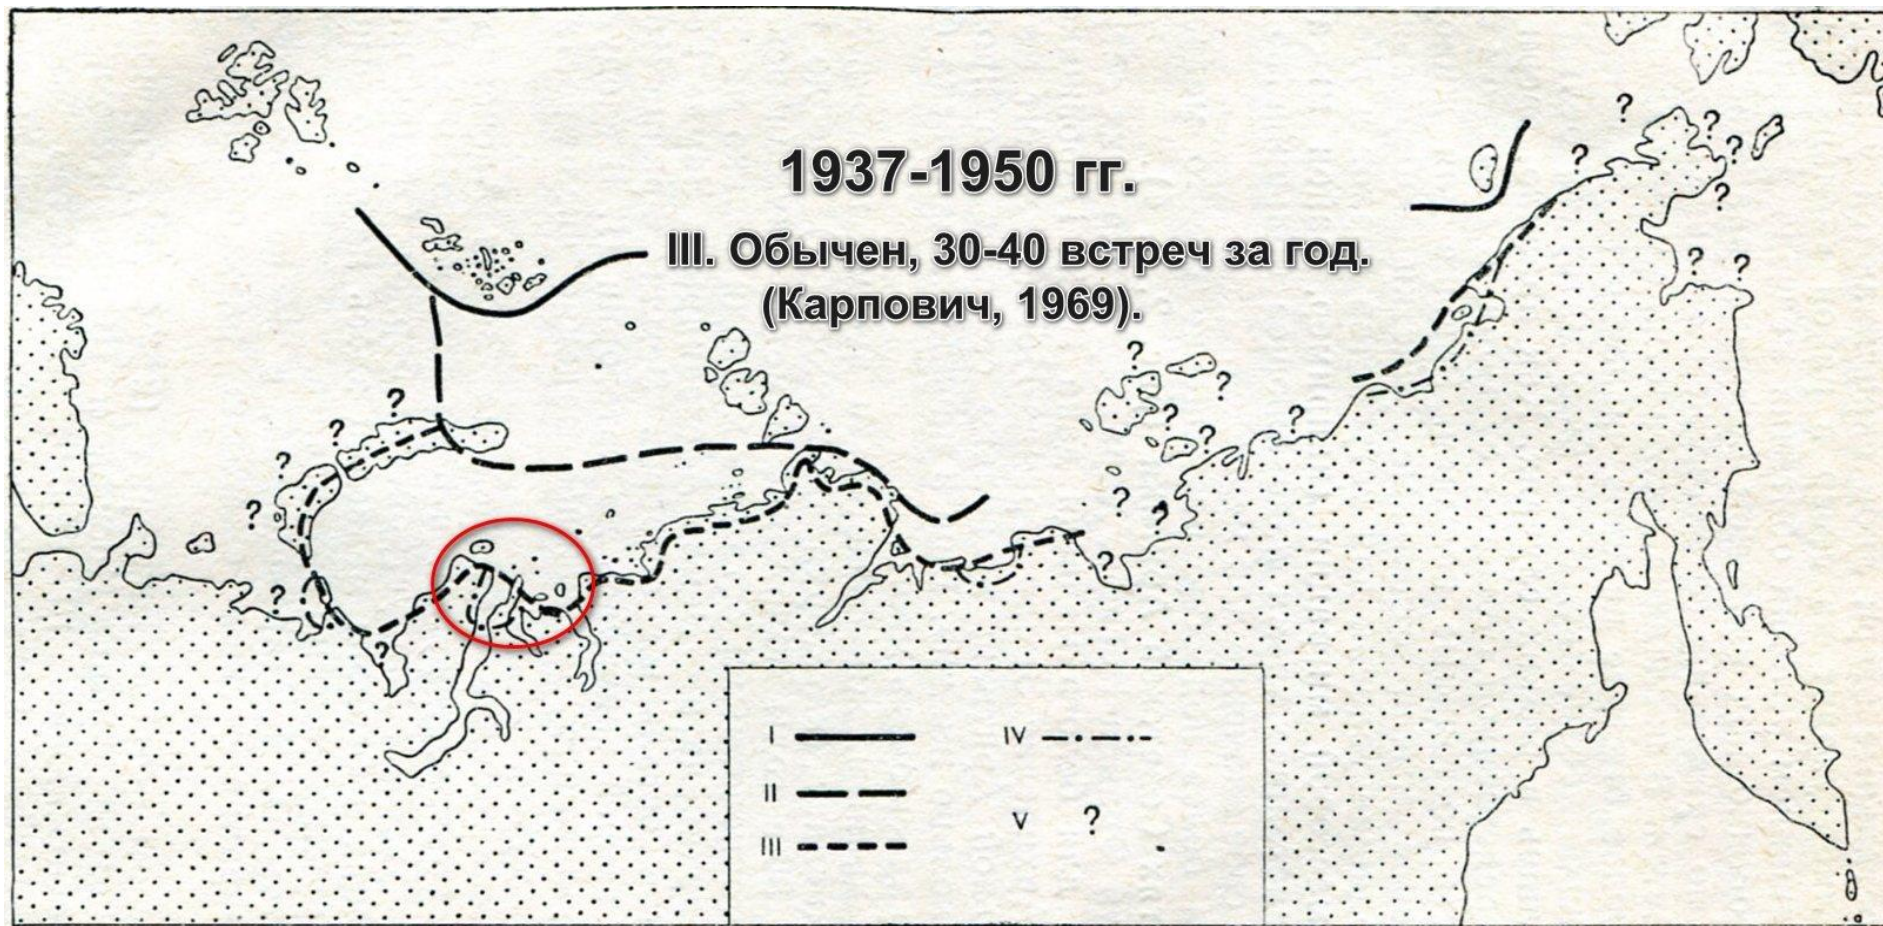 1937-1950 гг.
III. Обычен, 30-40 встреч за год.
(Карпович, 1969).
? ? ? ? ? ? ? ? ? ? ? ? ? ? ? ? ? ? ? ? ? ? ?
I
IV
II
V ?
III